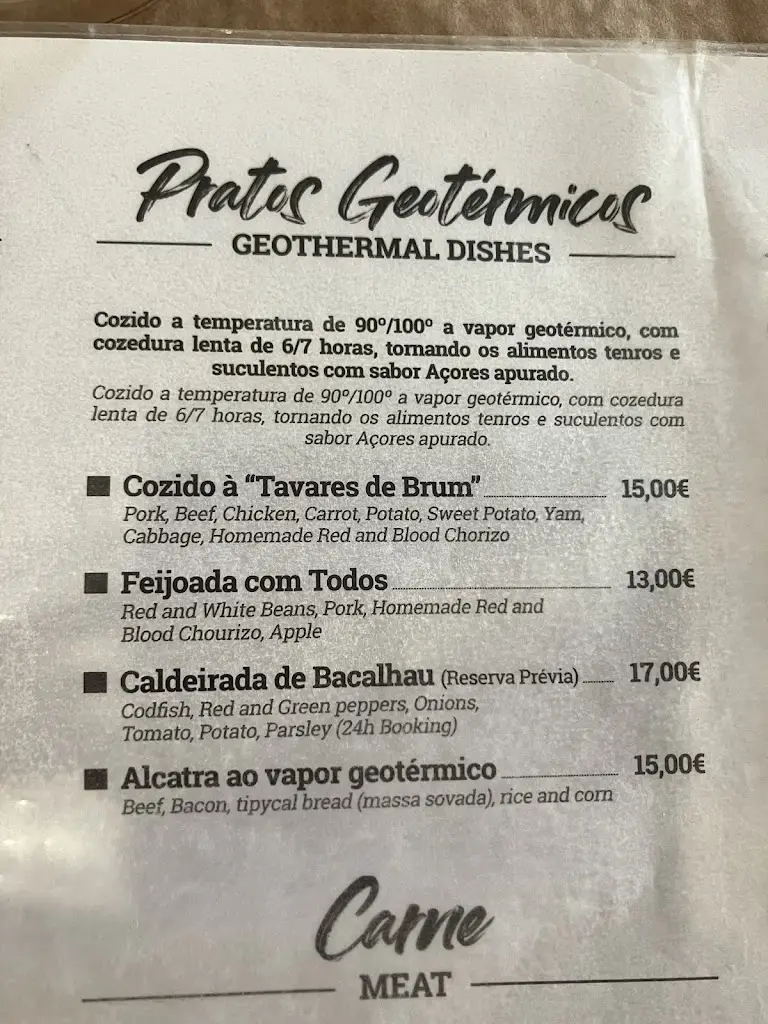 Pratos Geotérmicos
GEOTHERMAL DISHES
Cozido a temperatura de 90º/100º a vapor geotérmico, com
cozedura lenta de 6/7 horas, tornando os alimentos tenros e
suculentos com sabor Açores apurado.
Cozido a temperatura de 90º/100º a vapor geotérmico, com cozedura
lenta de 6/7 horas, tornando os alimentos tenros e suculentos com
sabor Açores apurado.
Cozido à “Tavares de Brum” 15,00€
Pork, Beef, Chicken, Carrot, Potato, Sweet Potato, Yam,
Cabbage, Homemade Red and Blood Chorizo
Feijoada com Todos 13,00€
Red and White Beans, Pork, Homemade Red and
Blood Chourizo, Apple
Caldeirada de Bacalhau (Reserva Prévia) 17,00€
Codfish, Red and Green peppers, Onions,
Tomato, Potato, Parsley (24h Booking)
Alcatra ao vapor geotérmico 15,00€
Beef, Bacon, tipycal bread (massa sovada), rice and corn
Carne
MEAT